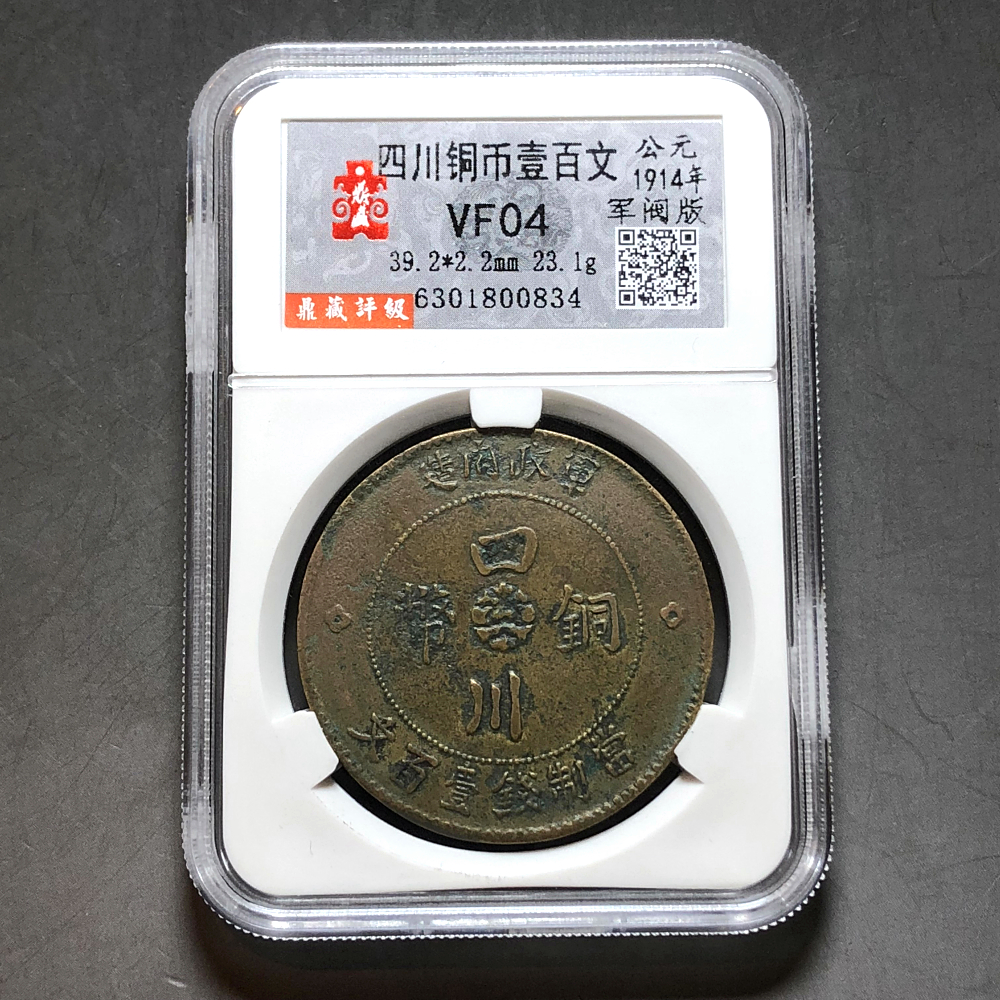 四川铜币壹百文
公元
1914年
军阀版
VF04
39.2*2.2mm 23.1g
6301800834
鼎藏
鼎藏評級
軍政府造
四川
銅幣
當制錢壹百文